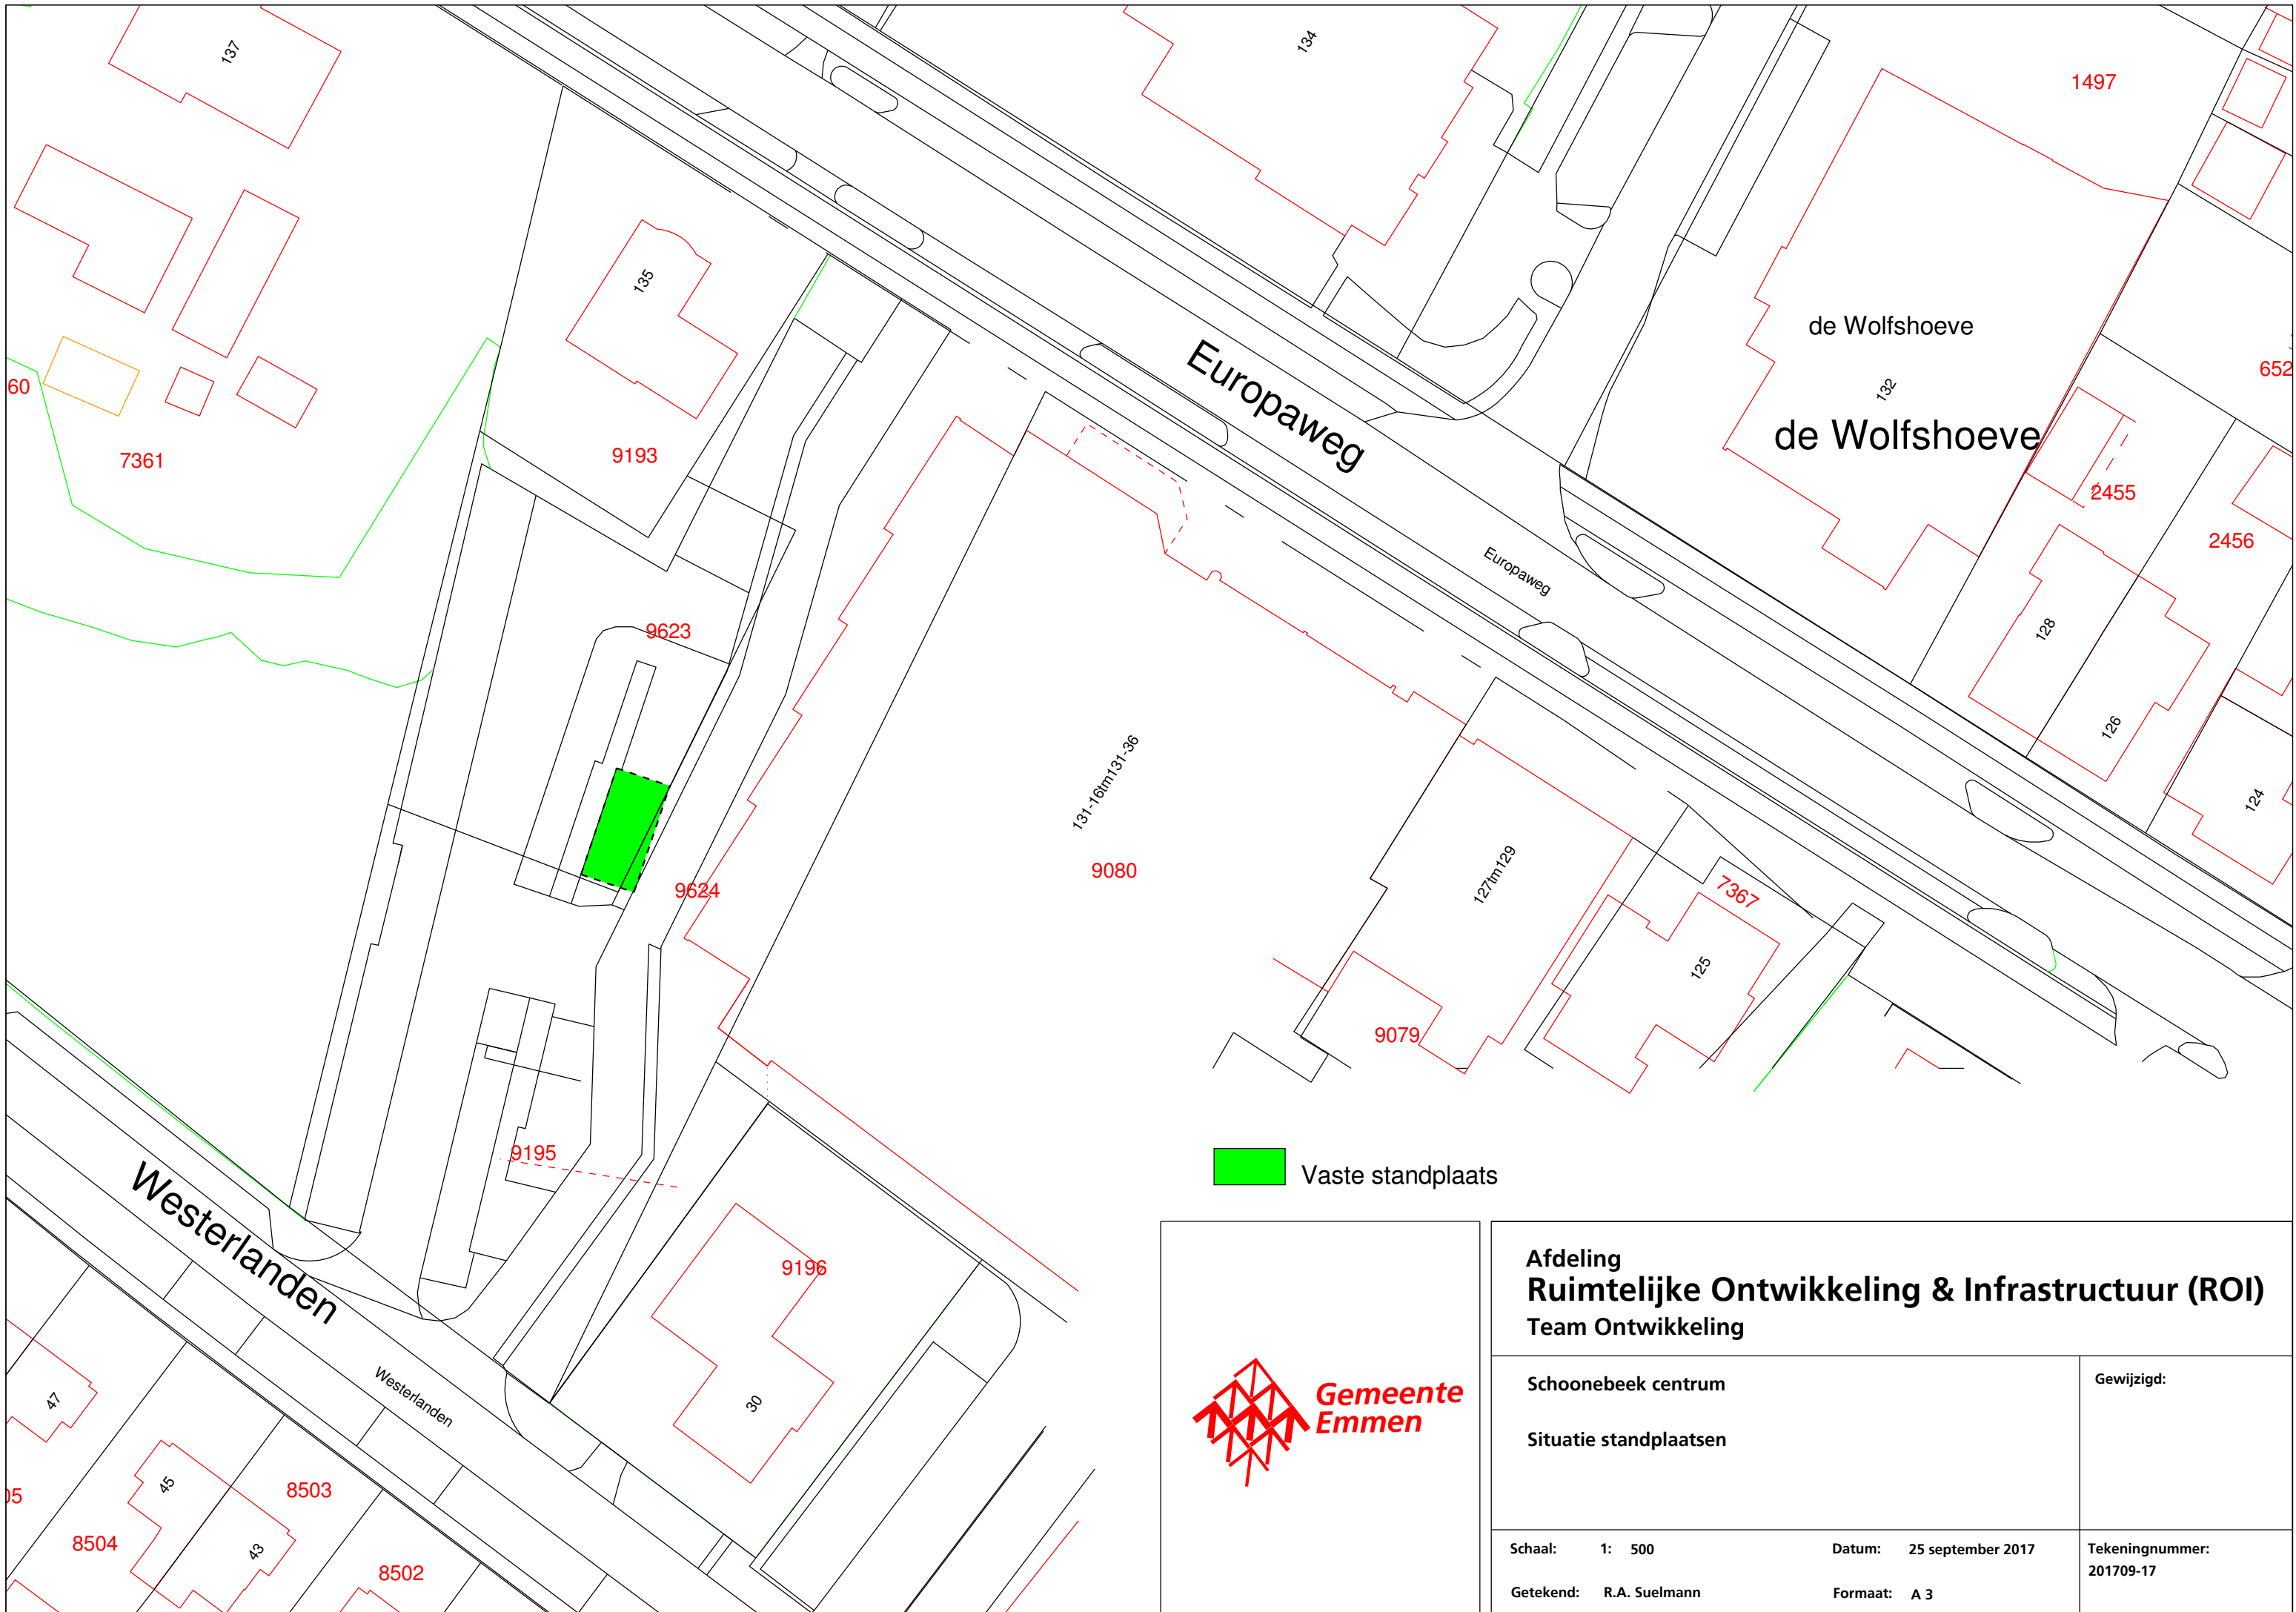 137
134
1497
135
de Wolfshoeve
132
de Wolfshoeve
60
652
7361
9193
Europaweg
2455
2456
Europaweg
9623
128
126
124
131-16tm131-36
9080
127tm129
9624
7367
125
9079
9195
Vaste standplaats
Westerlanden
9196
30
Westerlanden
47
45
43
8503
8504
8502
05
Gemeente
Emmen
Afdeling
Ruimtelijke Ontwikkeling & Infrastructuur (ROI)
Team Ontwikkeling
Schoonebeek centrum
Gewijzigd:
Situatie standplaatsen
Schaal: 1: 500
Datum: 25 september 2017
Tekeningnummer:
201709-17
Getekend: R.A. Suelmann
Formaat: A 3